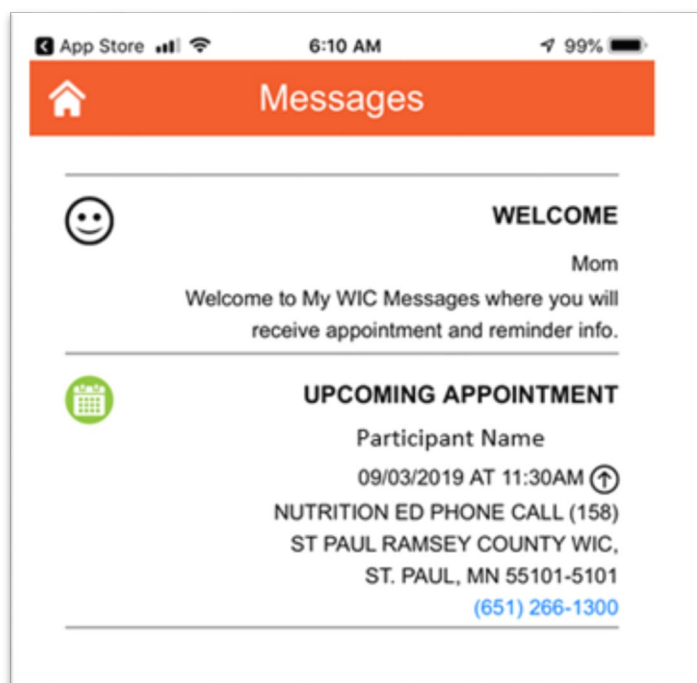 App Store 6:10 AM 99%
Messages
WELCOME
Mom
Welcome to My WIC Messages where you will
receive appointment and reminder info.
UPCOMING APPOINTMENT
Participant Name
09/03/2019 AT 11:30AM
NUTRITION ED PHONE CALL (158)
ST PAUL RAMSEY COUNTY WIC,
ST. PAUL, MN 55101-5101
(651) 266-1300